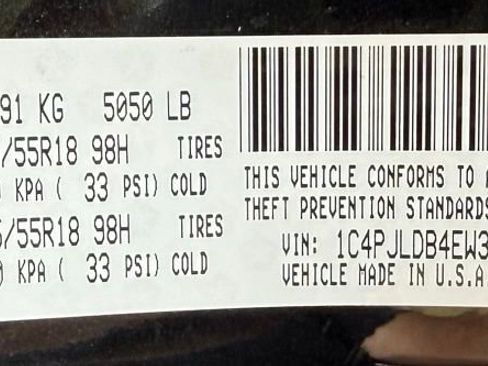 91 KG 5050 LB
/55R18 98H TIRES
KPA ( 33 PSI) COLD
/55R18 98H TIRES
KPA ( 33 PSI) COLD
THIS VEHICLE CONFORMS TO
THEFT PREVENTION STANDARDS
VIN: 1C4PJLDB4EW3
VEHICLE MADE IN U.S.A